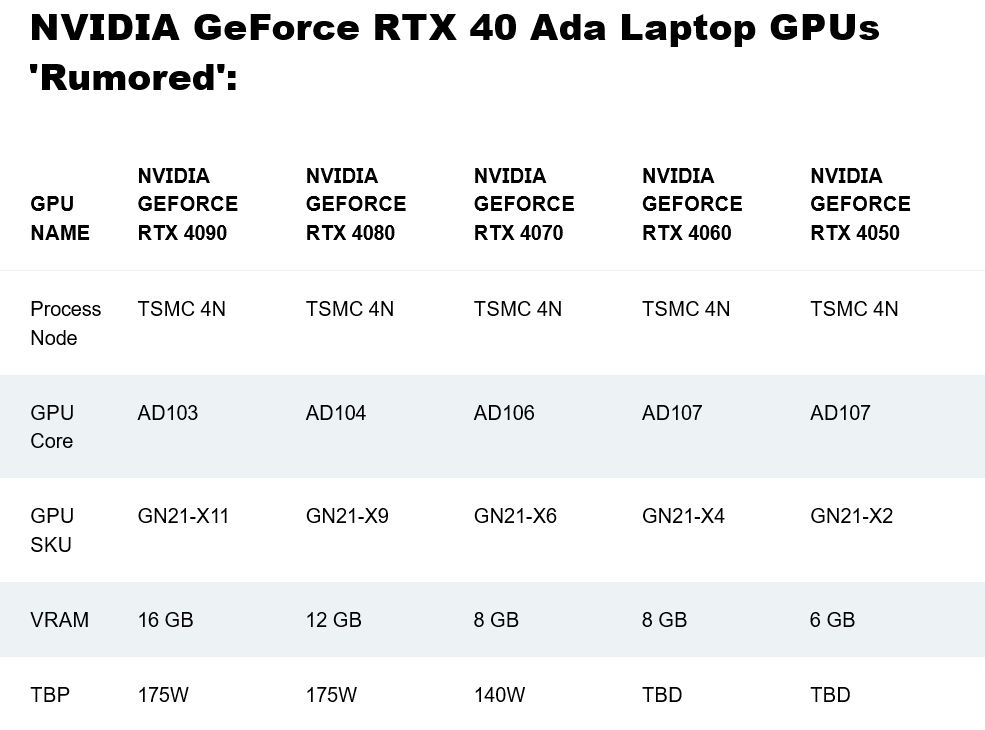 NVIDIA GeForce RTX 40 Ada Laptop GPUs
'Rumored':
GPU NAME NVIDIA GEFORCE RTX 4090 NVIDIA GEFORCE RTX 4080 NVIDIA GEFORCE RTX 4070 NVIDIA GEFORCE RTX 4060 NVIDIA GEFORCE RTX 4050
Process Node TSMC 4N TSMC 4N TSMC 4N TSMC 4N TSMC 4N
GPU Core AD103 AD104 AD106 AD107 AD107
GPU SKU GN21-X11 GN21-X9 GN21-X6 GN21-X4 GN21-X2
VRAM 16 GB 12 GB 8 GB 8 GB 6 GB
TBP 175W 175W 140W TBD TBD